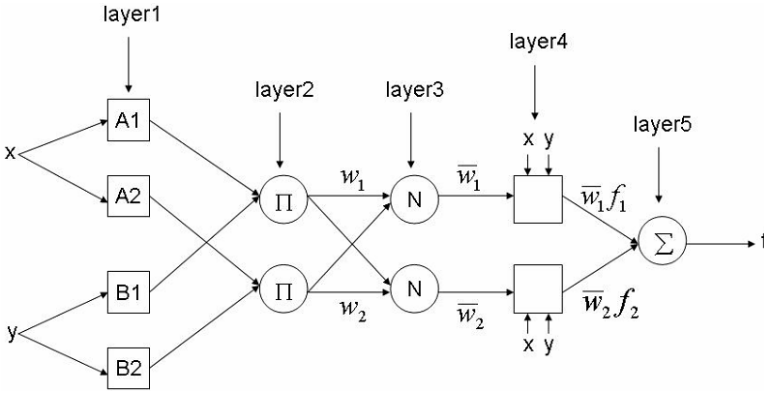 layer1
layer2
layer3
layer4
layer5
x
y
A1
A2
B1
B2
Π
Π
w₁
w₂
N
N
w̅₁
w̅₂
x y
x y
w̅₁f₁
w̅₂f₂
Σ
f